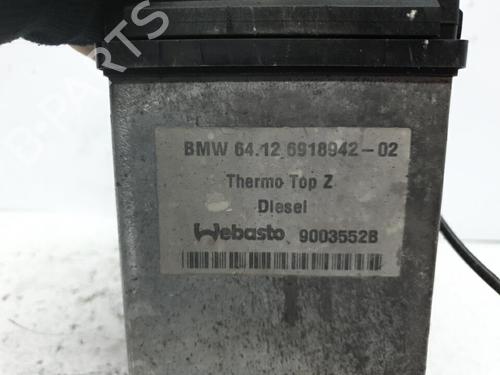 BMW 64.12 6918942-02
Thermo Top Z
Diesel
Webasto 9003552B
B-PARTS